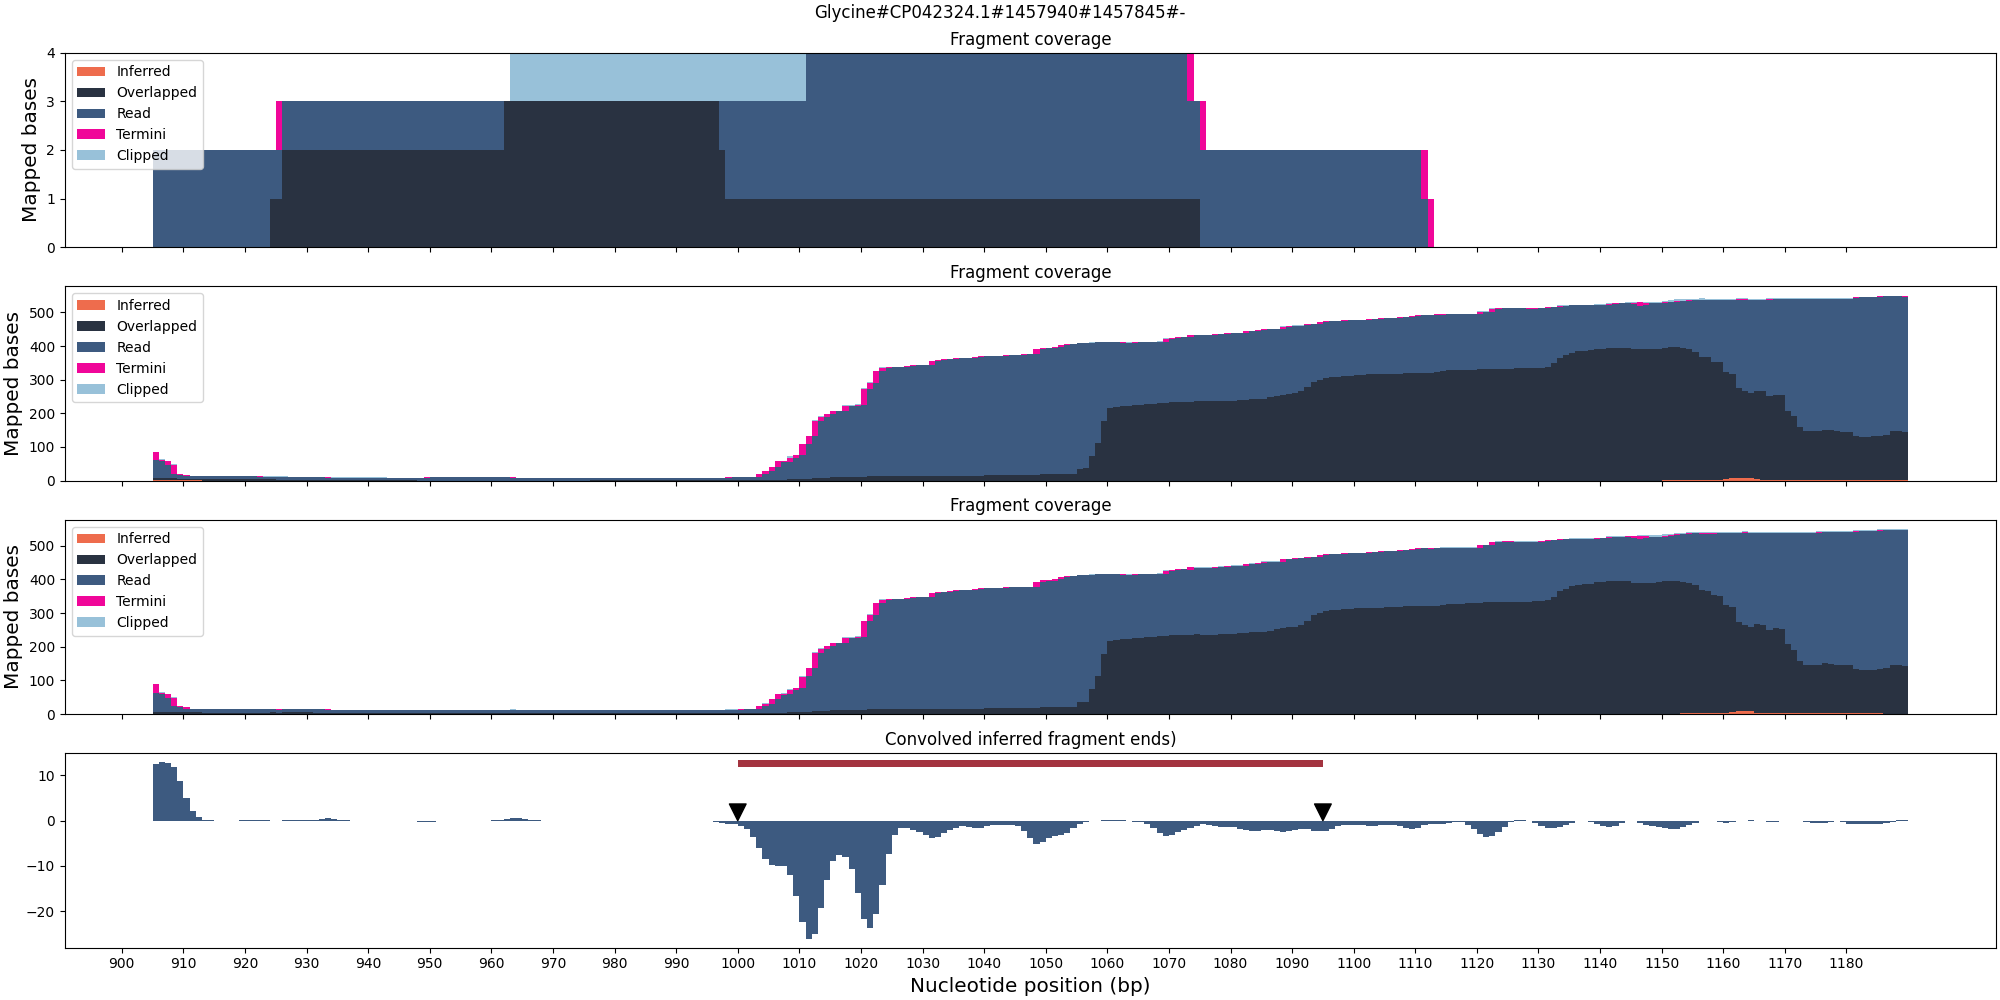 Glycine#CP042324.1#1457940#1457845#-
Fragment coverage
Mapped bases
4
3
2
1
0
Inferred
Overlapped
Read
Termini
Clipped
Fragment coverage
Mapped bases
500
400
300
200
100
0
Inferred
Overlapped
Read
Termini
Clipped
Fragment coverage
Mapped bases
500
400
300
200
100
0
Inferred
Overlapped
Read
Termini
Clipped
Convolved inferred fragment ends)
10
0
−10
−20
900 910 920 930 940 950 960 970 980 990 1000 1010 1020 1030 1040 1050 1060 1070 1080 1090 1100 1110 1120 1130 1140 1150 1160 1170 1180
Nucleotide position (bp)